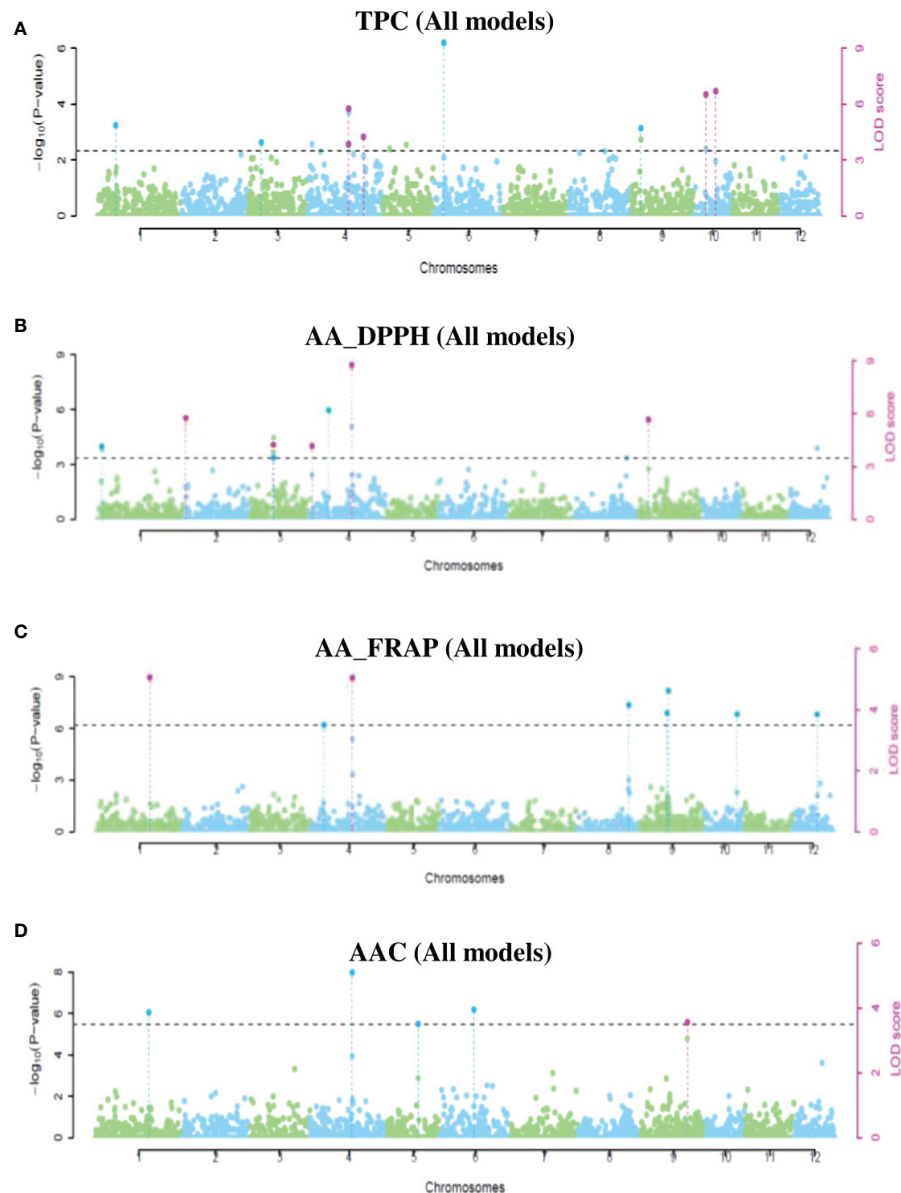 A
TPC (All models)
−log10(P−value)
0 2 4 6
LOD score
0 3 6 9
1 2 3 4 5 6 7 8 9 10 11 12
Chromosomes
B
AA_DPPH (All models)
−log10(P−value)
0 3 6 9
LOD score
0 3 6 9
1 2 3 4 5 6 7 8 9 10 11 12
Chromosomes
C
AA_FRAP (All models)
−log10(P−value)
0 3 6 9
LOD score
0 2 4 6
1 2 3 4 5 6 7 8 9 10 11 12
Chromosomes
D
AAC (All models)
−log10(P−value)
0 2 4 6 8
LOD score
0 2 4 6
1 2 3 4 5 6 7 8 9 10 11 12
Chromosomes